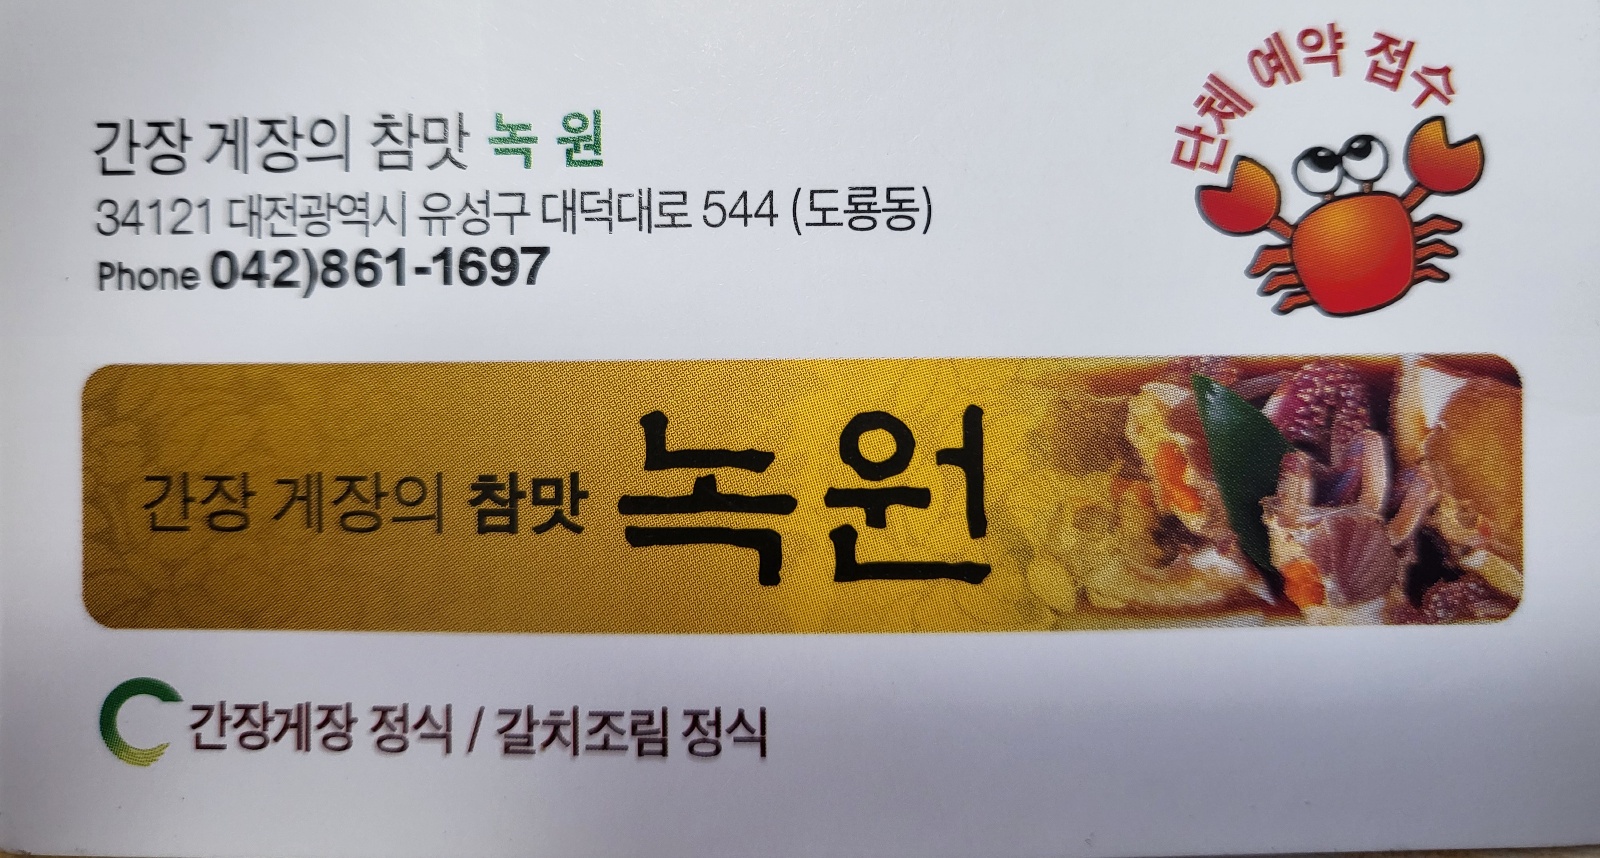 단체 예약 접수
간장 게장의 참맛 녹 원
34121 대전광역시 유성구 대덕대로 544 (도룡동)
Phone 042)861-1697
간장 게장의 참맛 녹원
간장게장 정식 / 갈치조림 정식